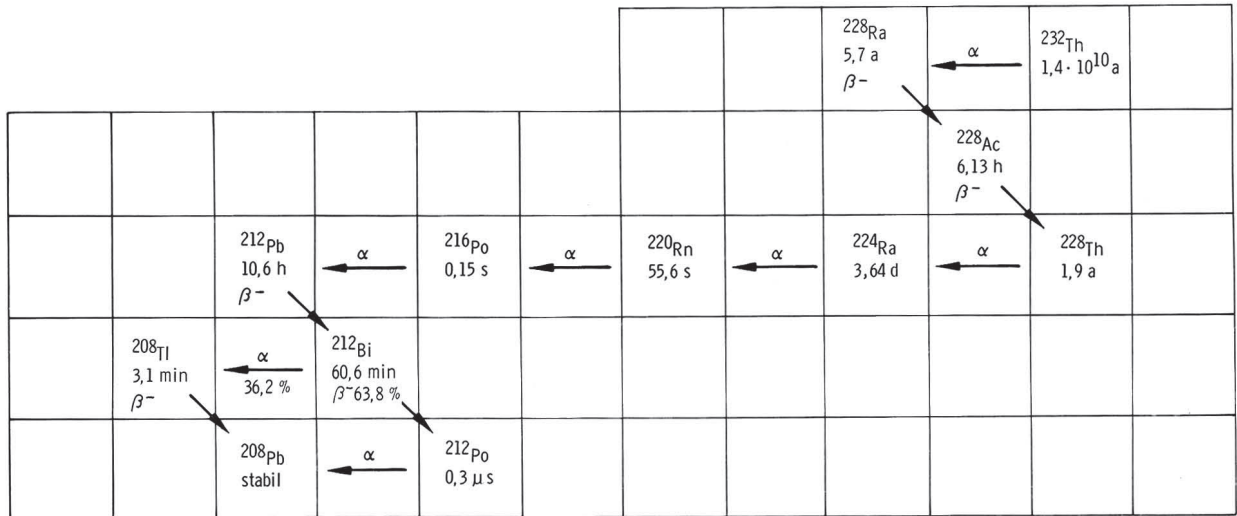 ²²⁸Ra
5,7 a
β⁻
α
²³²Th
1,4 · 10¹⁰ a
²²⁸Ac
6,13 h
β⁻
²¹²Pb
10,6 h
β⁻
α
²¹⁶Po
0,15 s
α
²²⁰Rn
55,6 s
α
²²⁴Ra
3,64 d
α
²²⁸Th
1,9 a
²⁰⁸Tl
3,1 min
β⁻
α
36,2 %
²¹²Bi
60,6 min
β⁻63,8 %
²⁰⁸Pb
stabil
α
²¹²Po
0,3 μs